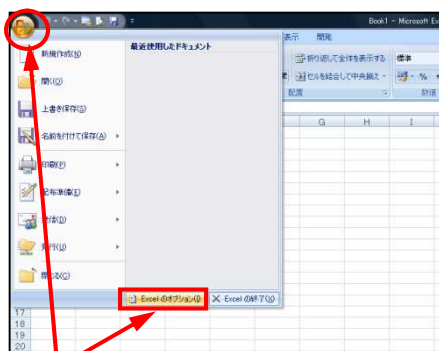 Book1 - Microsoft Ex
表示 開発
新規作成(N)
最近使用したドキュメント
開く(O)
上書き保存(S)
名前を付けて保存(A)
印刷(P)
配布準備(E)
送信(D)
発行(U)
閉じる(C)
Excel のオプション(I)
Excel の終了(X)
折り返して全体を表示する
標準
セルを結合して中央揃え
%
配置
数値
G H I
17
18
19
20